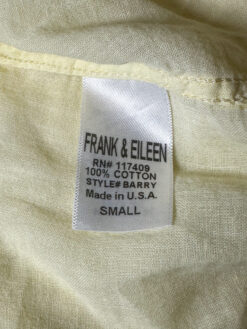 FRANK & EILEEN
RN# 117409
100% COTTON
STYLE# BARRY
Made in U.S.A.
SMALL